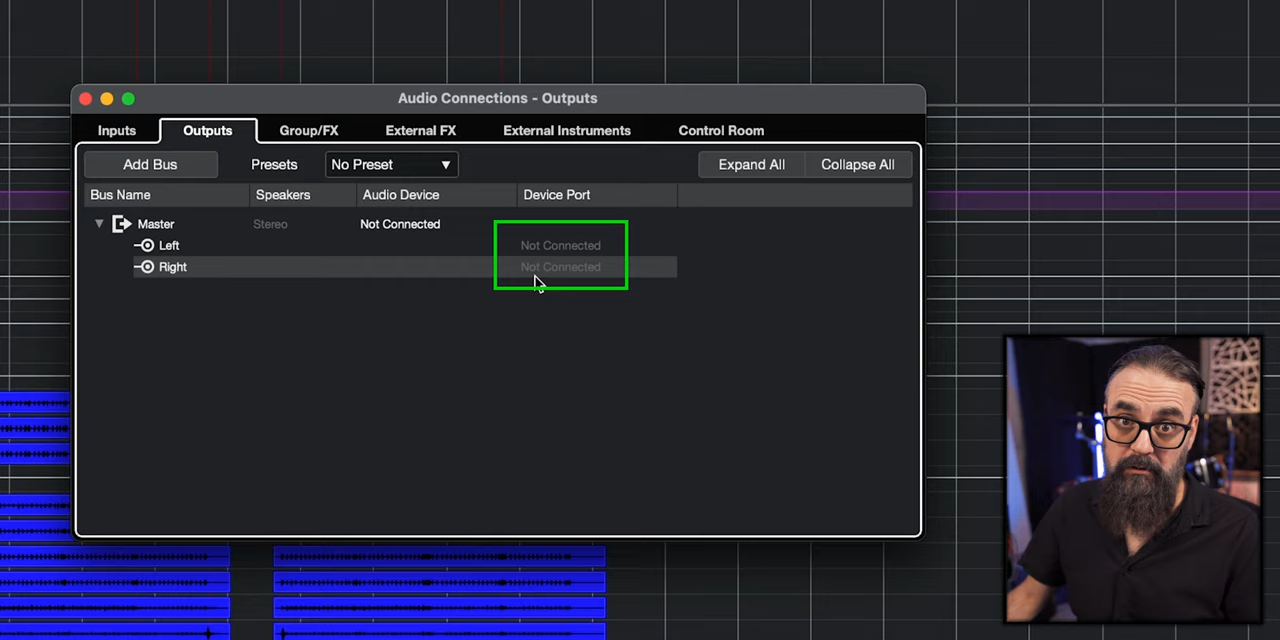 Audio Connections - Outputs
Inputs Outputs Group/FX External FX External Instruments Control Room
Add Bus Presets No Preset Expand All Collapse All
Bus Name Speakers Audio Device Device Port
Master Stereo Not Connected
Left Not Connected
Right Not Connected